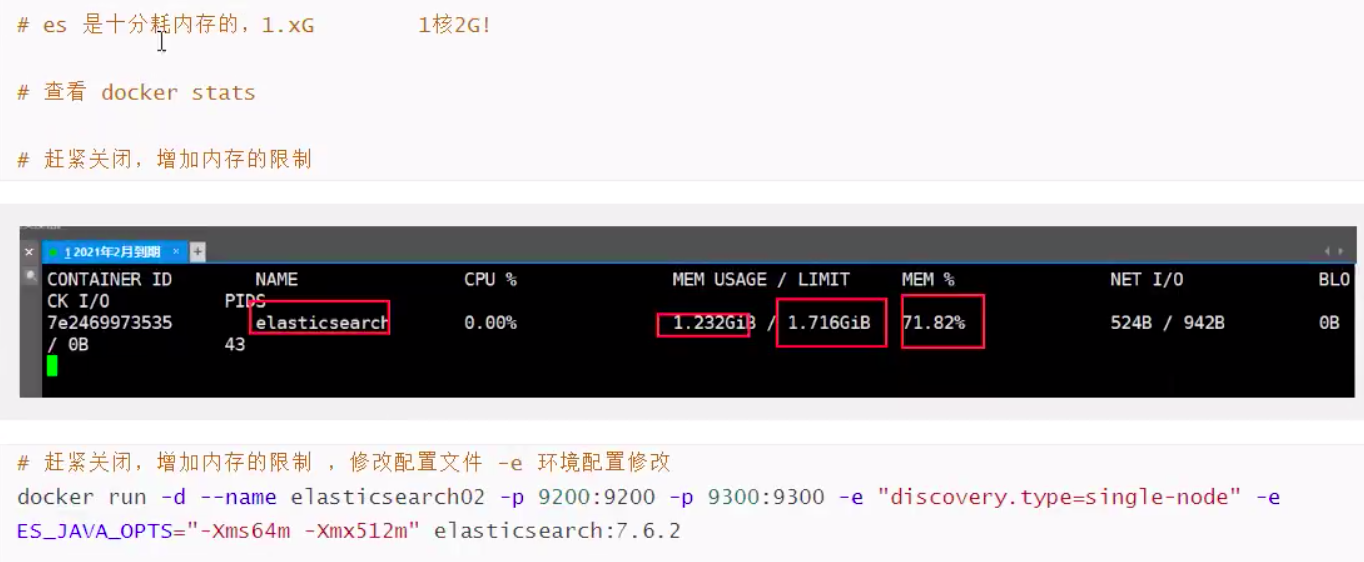 # es 是十分耗内存的，1.xG 1核2G!
# 查看 docker stats
# 赶紧关闭，增加内存的限制
1 2021年2月到期 × +
CONTAINER ID NAME CPU % MEM USAGE / LIMIT MEM % NET I/O BLO
CK I/O PIDS
7e2469973535 elasticsearch 0.00% 1.232GiB / 1.716GiB 71.82% 524B / 942B 0B
/ 0B 43
# 赶紧关闭，增加内存的限制 ，修改配置文件 -e 环境配置修改
docker run -d --name elasticsearch02 -p 9200:9200 -p 9300:9300 -e "discovery.type=single-node" -e
ES_JAVA_OPTS="-Xms64m -Xmx512m" elasticsearch:7.6.2